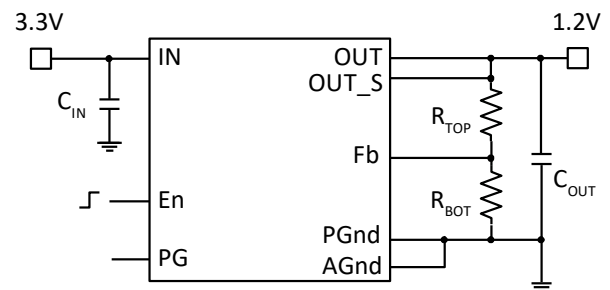 3.3V
1.2V
IN
OUT
OUT_S
C_IN
R_TOP
Fb
En
R_BOT
C_OUT
PGnd
PG
AGnd